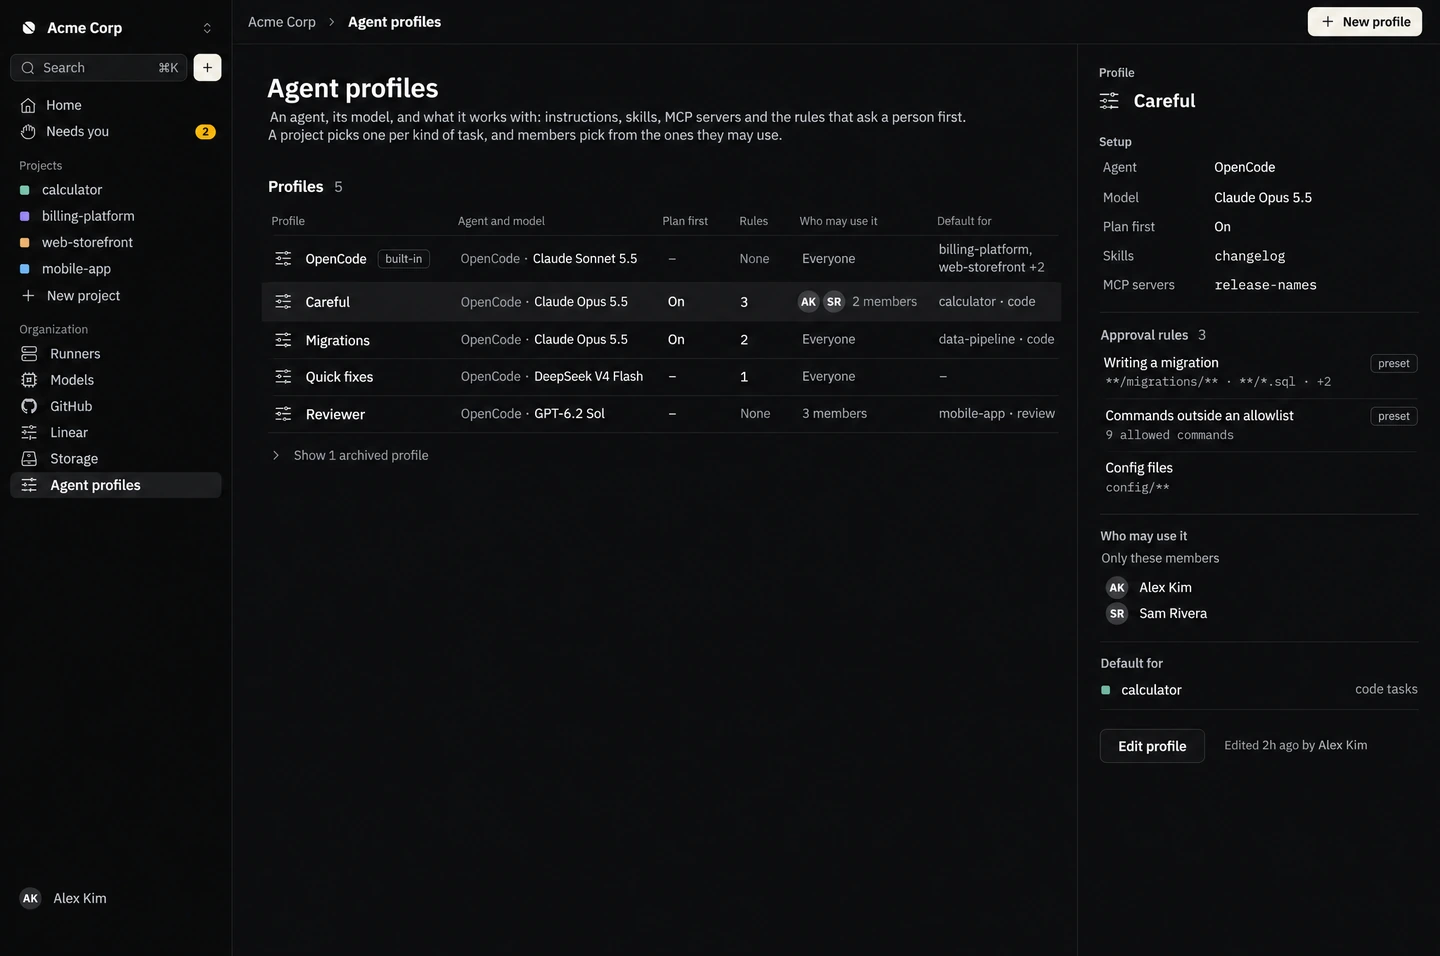 Acme Corp
Search ⌘K +
Home
Needs you 2
Projects
calculator
billing-platform
web-storefront
mobile-app
+ New project
Organization
Runners
Models
GitHub
Linear
Storage
Agent profiles
AK Alex Kim
Acme Corp > Agent profiles
+ New profile
Agent profiles
An agent, its model, and what it works with: instructions, skills, MCP servers and the rules that ask a person first.
A project picks one per kind of task, and members pick from the ones they may use.
Profiles 5
Profile Agent and model Plan first Rules Who may use it Default for
OpenCode built-in OpenCode · Claude Sonnet 5.5 – None Everyone billing-platform,
web-storefront +2
Careful OpenCode · Claude Opus 5.5 On 3 AK SR 2 members calculator · code
Migrations OpenCode · Claude Opus 5.5 On 2 Everyone data-pipeline · code
Quick fixes OpenCode · DeepSeek V4 Flash – 1 Everyone –
Reviewer OpenCode · GPT-6.2 Sol – None 3 members mobile-app · review
> Show 1 archived profile
Profile
Careful
Setup
Agent OpenCode
Model Claude Opus 5.5
Plan first On
Skills changelog
MCP servers release-names
Approval rules 3
Writing a migration preset
**/migrations/** · **/*.sql · +2
Commands outside an allowlist preset
9 allowed commands
Config files
config/**
Who may use it
Only these members
AK Alex Kim
SR Sam Rivera
Default for
calculator code tasks
Edit profile Edited 2h ago by Alex Kim